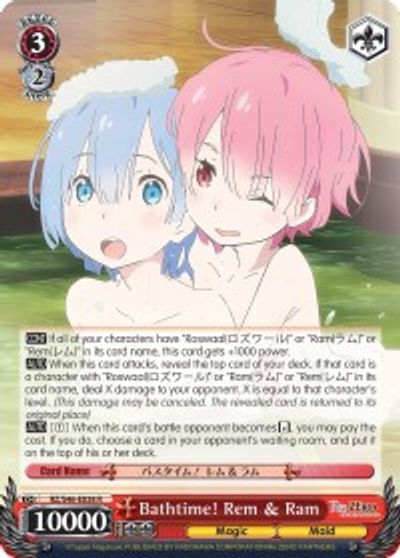 3
2
CONT If all of your characters have "Roswaal(ロズワール)" or "Ram(ラム)" or
"Rem(レム)" in its card name, this card gets +1000 power.
AUTO When this card attacks, reveal the top card of your deck. If that card is
a character with "Roswaal(ロズワール)" or "Ram(ラム)" or "Rem(レム)" in its
card name, deal X damage to your opponent. X is equal to that character's
level. (This damage may be canceled. The revealed card is returned to its
original place)
AUTO [(1)] When this card's battle opponent becomes, you may pay the
cost. If you do, choose a card in your opponent's waiting room, and put
it on the top of his or her deck.
Card Name バスタイム! レム & ラム
10000
Bathtime! Rem & Ram
Magic Maid